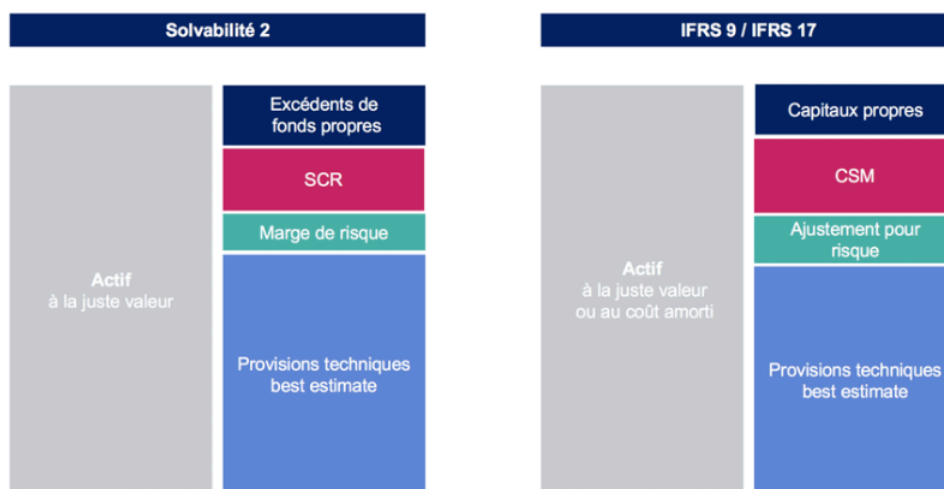 Solvabilité 2
Actif
à la juste valeur
Excédents de
fonds propres
SCR
Marge de risque
Provisions techniques
best estimate
IFRS 9 / IFRS 17
Actif
à la juste valeur
ou au coût amorti
Capitaux propres
CSM
Ajustement pour
risque
Provisions techniques
best estimate